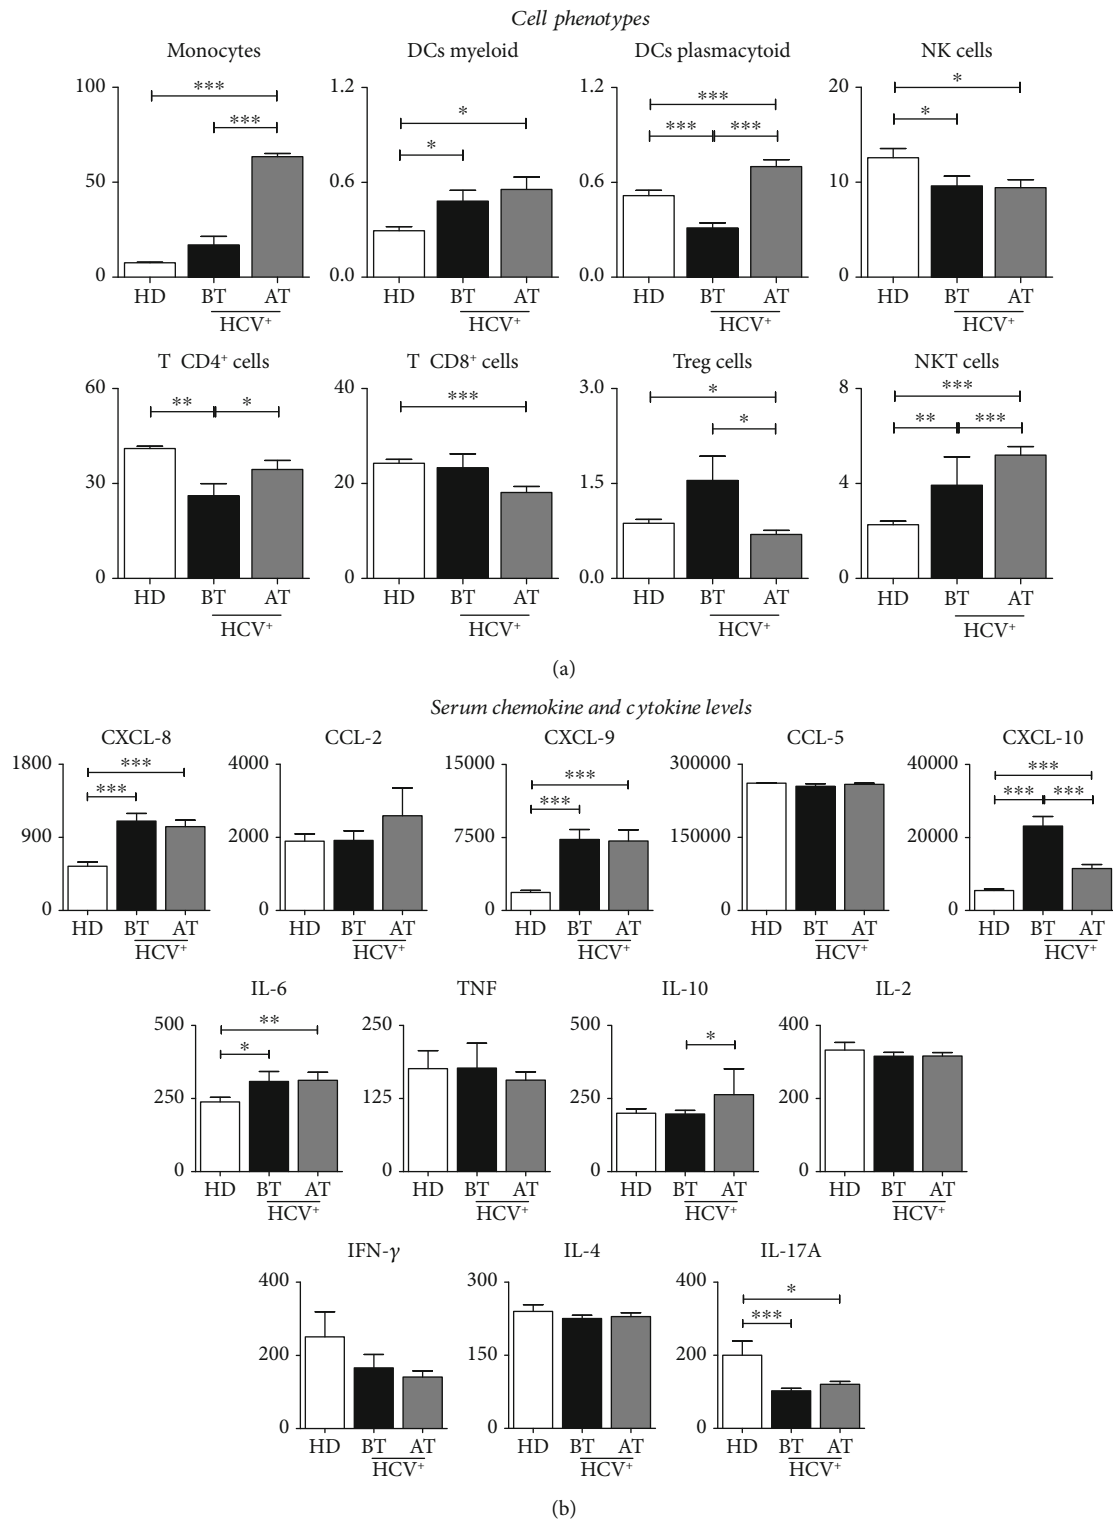 Cell phenotypes
Monocytes DCs myeloid DCs plasmacytoid NK cells
100 1.2 1.2 20
*** * *** *
*** * *** *** *
50 0.6 0.6 10
0 0.0 0.0 0
HD BT AT HD BT AT HD BT AT HD BT AT
HCV⁺ HCV⁺ HCV⁺ HCV⁺
T CD4⁺ cells T CD8⁺ cells Treg cells NKT cells
60 40 3.0 8
** * *** * * *** ** ***
30 20 1.5 4
0 0 0.0 0
HD BT AT HD BT AT HD BT AT HD BT AT
HCV⁺ HCV⁺ HCV⁺ HCV⁺
(a)
Serum chemokine and cytokine levels
CXCL-8 CCL-2 CXCL-9 CCL-5 CXCL-10
1800 4000 15000 300000 40000
*** *** ***
*** *** *** ***
900 2000 7500 150000 20000
0 0 0 0 0
HD BT AT HD BT AT HD BT AT HD BT AT HD BT AT
HCV⁺ HCV⁺ HCV⁺ HCV⁺ HCV⁺
IL-6 TNF IL-10 IL-2
500 250 500 400
** * *
250 125 250 200
0 0 0 0
HD BT AT HD BT AT HD BT AT HD BT AT
HCV⁺ HCV⁺ HCV⁺ HCV⁺
IFN-γ IL-4 IL-17A
400 300 400
* ***
200 150 200
0 0 0
HD BT AT HD BT AT HD BT AT
HCV⁺ HCV⁺ HCV⁺
(b)